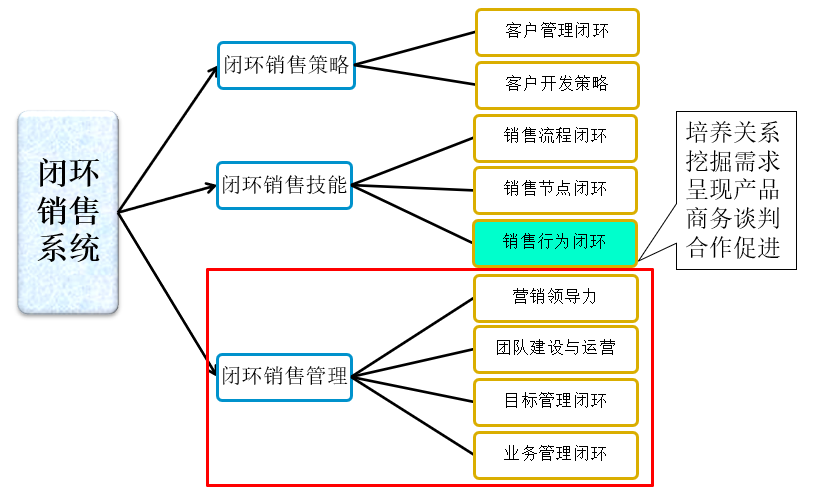 闭环
销售
系统
闭环销售策略
客户管理闭环
客户开发策略
闭环销售技能
销售流程闭环
销售节点闭环
销售行为闭环
培养关系
挖掘需求
呈现产品
商务谈判
合作促进
闭环销售管理
营销领导力
团队建设与运营
目标管理闭环
业务管理闭环